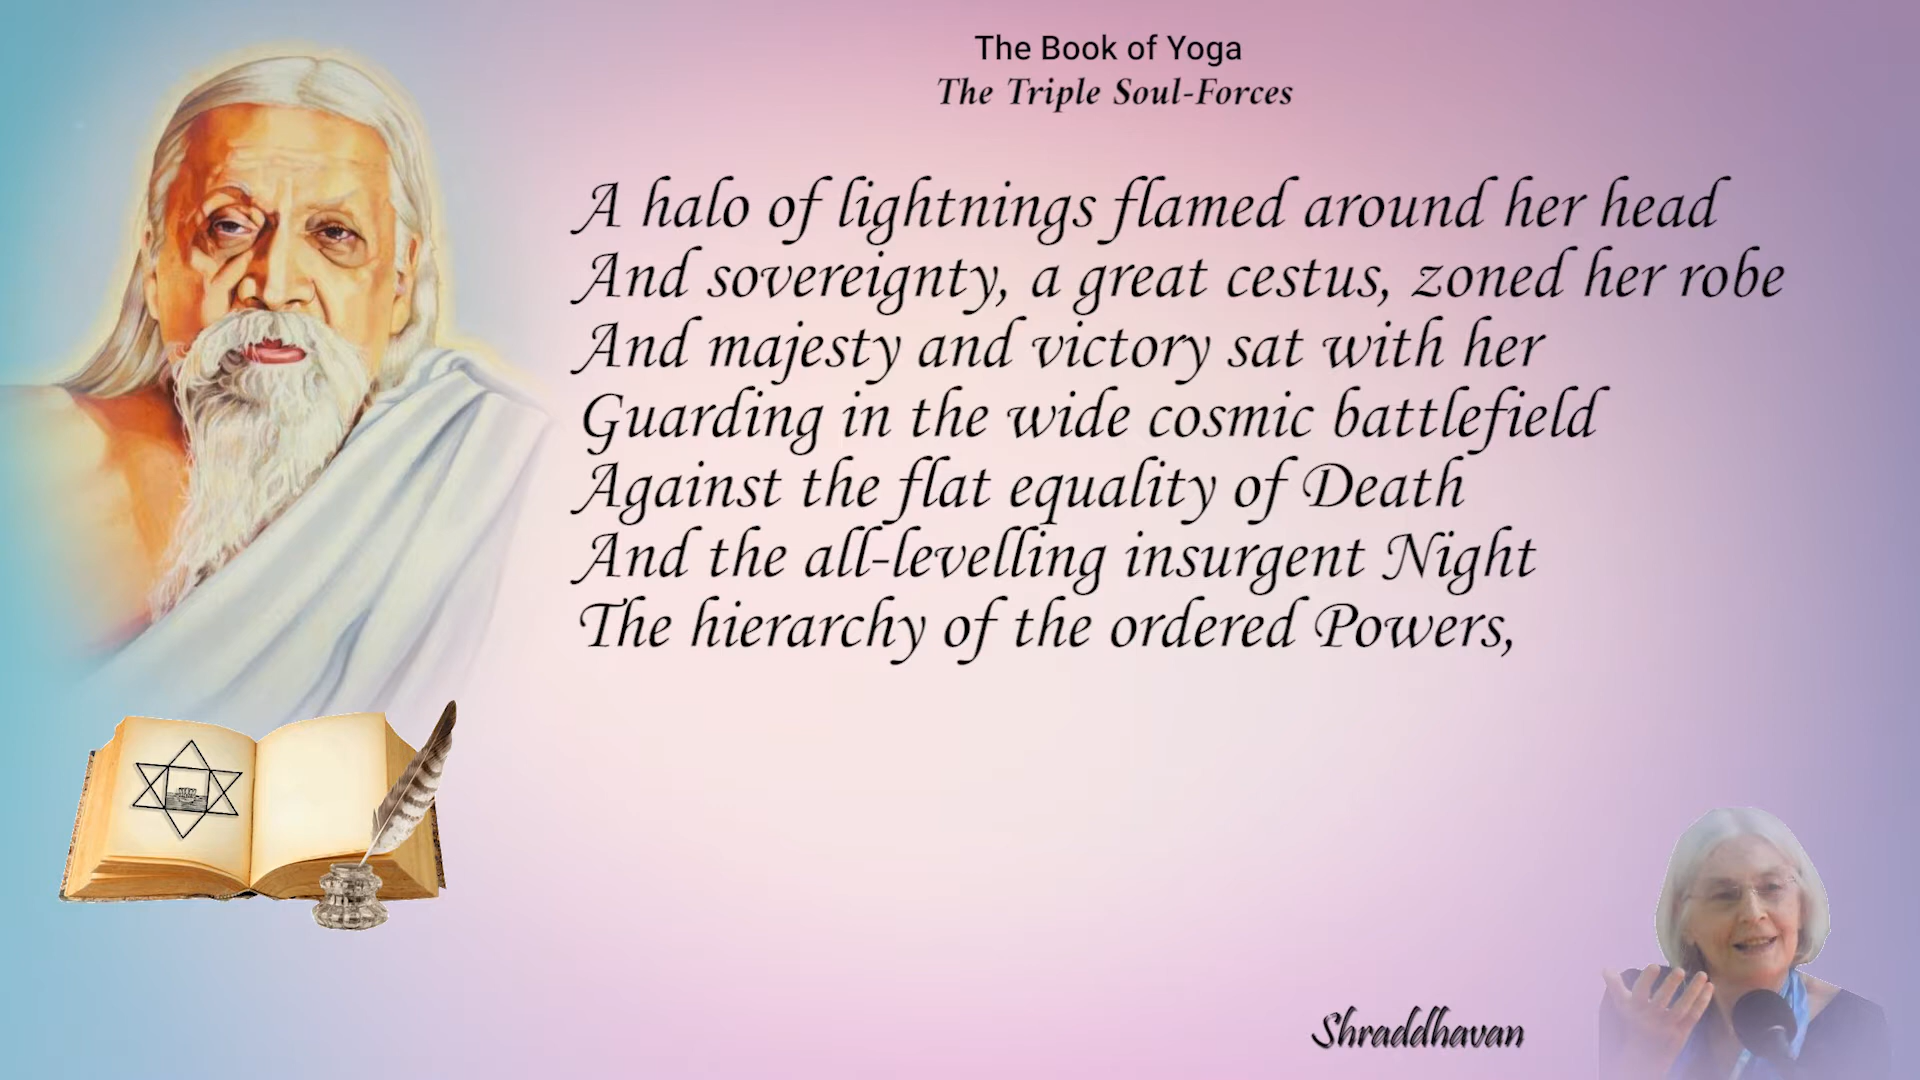 The Book of Yoga
The Triple Soul-Forces
A halo of lightnings flamed around her head
And sovereignty, a great cestus, zoned her robe
And majesty and victory sat with her
Guarding in the wide cosmic battlefield
Against the flat equality of Death
And the all-levelling insurgent Night
The hierarchy of the ordered Powers,
Shraddhavan